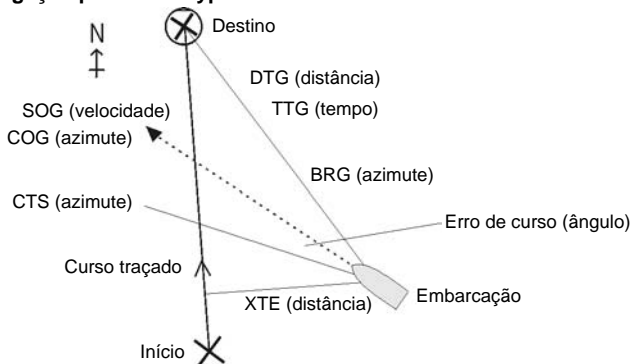 Destino
N
DTG (distância)
TTG (tempo)
SOG (velocidade)
COG (azimute)
BRG (azimute)
CTS (azimute)
Erro de curso (ângulo)
Curso traçado
Embarcação
XTE (distância)
Início